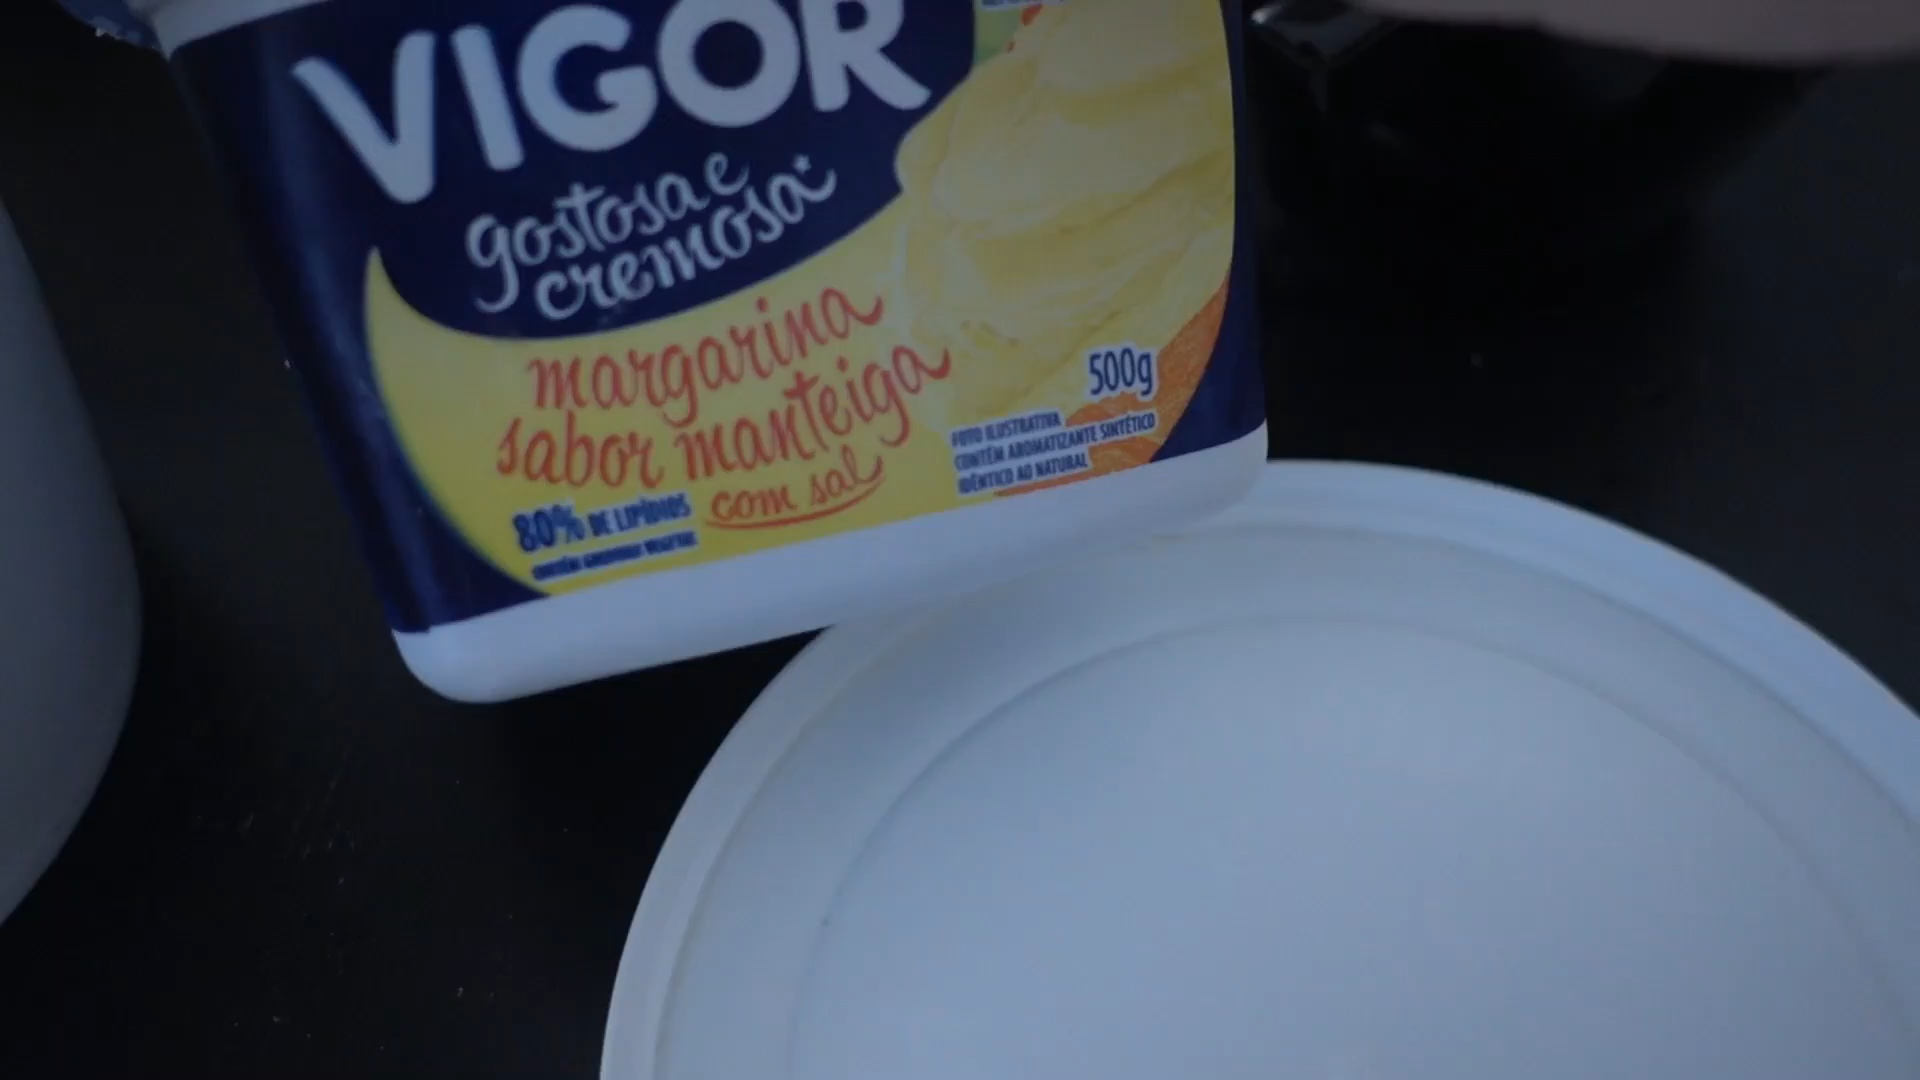 VIGOR
gostosa e
cremosa*
margarina
sabor manteiga
com sal
500g
FOTO ILUSTRATIVA
CONTÉM AROMATIZANTE SINTÉTICO
IDÊNTICO AO NATURAL
80% DE LIPÍDIOS